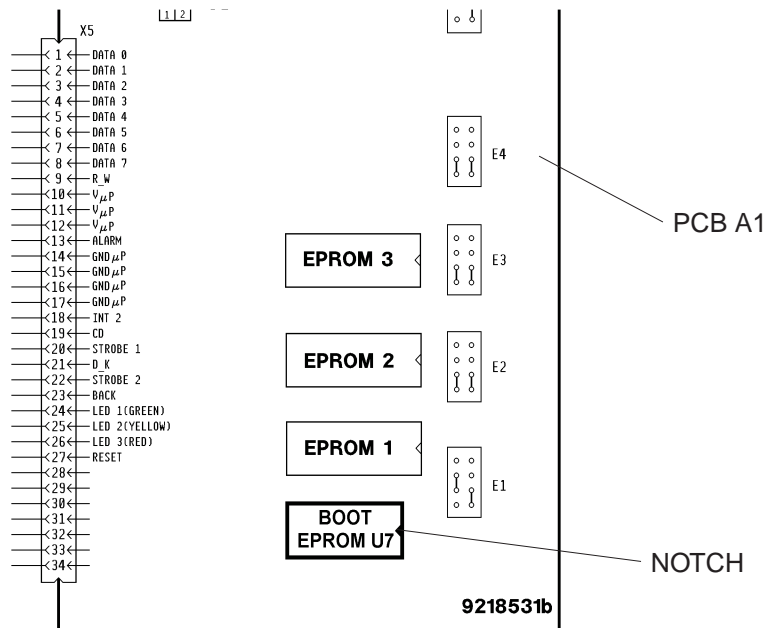 1 2
X5
1 DATA 0
2 DATA 1
3 DATA 2
4 DATA 3
5 DATA 4
6 DATA 5
7 DATA 6
8 DATA 7
9 R_W
10 VμP
11 VμP
12 VμP
13 ALARM
14 GNDμP
15 GNDμP
16 GNDμP
17 GNDμP
18 INT 2
19 CD
20 STROBE 1
21 D_K
22 STROBE 2
23 BACK
24 LED 1(GREEN)
25 LED 2(YELLOW)
26 LED 3(RED)
27 RESET
28
29
30
31
32
33
34
E4
PCB A1
EPROM 3
E3
EPROM 2
E2
EPROM 1
E1
BOOT
EPROM U7
NOTCH
9218531b